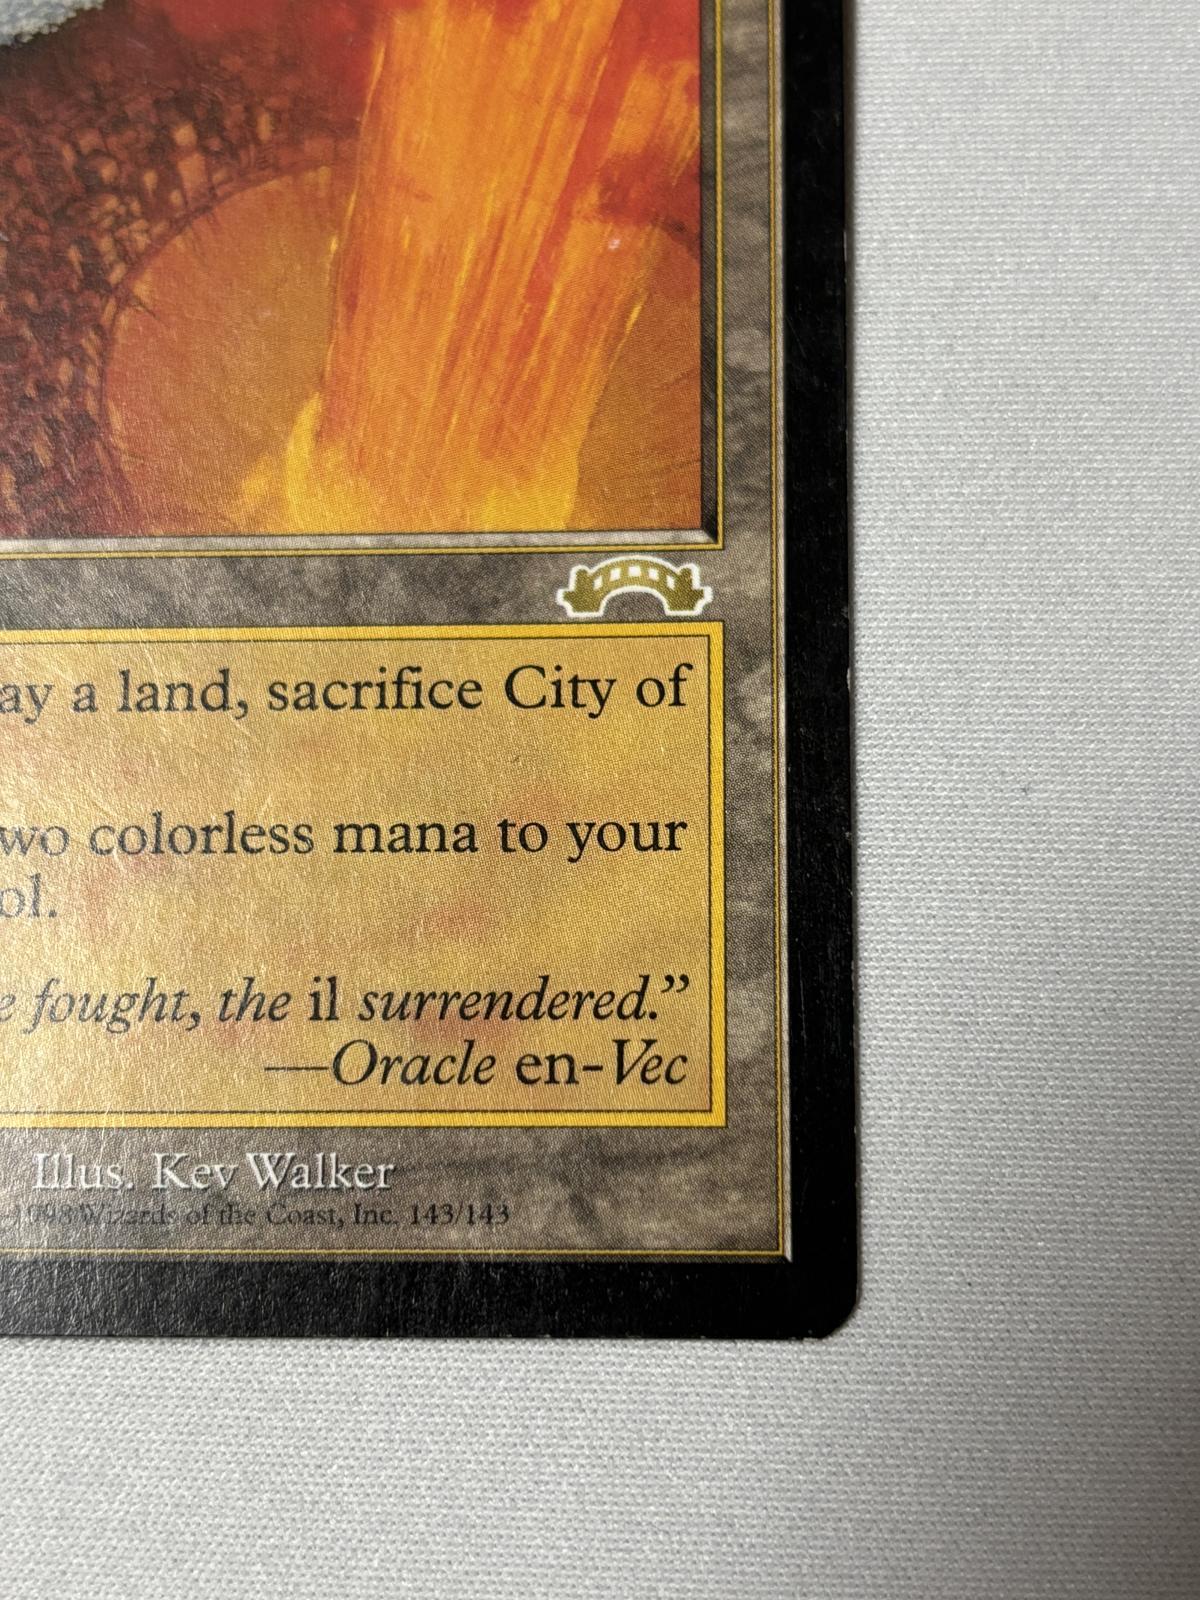 ay a land, sacrifice City of
wo colorless mana to your
ol.
e fought, the il surrendered.”
—Oracle en-Vec
Illus. Kev Walker
1998 Wizards of the Coast, Inc. 143/143